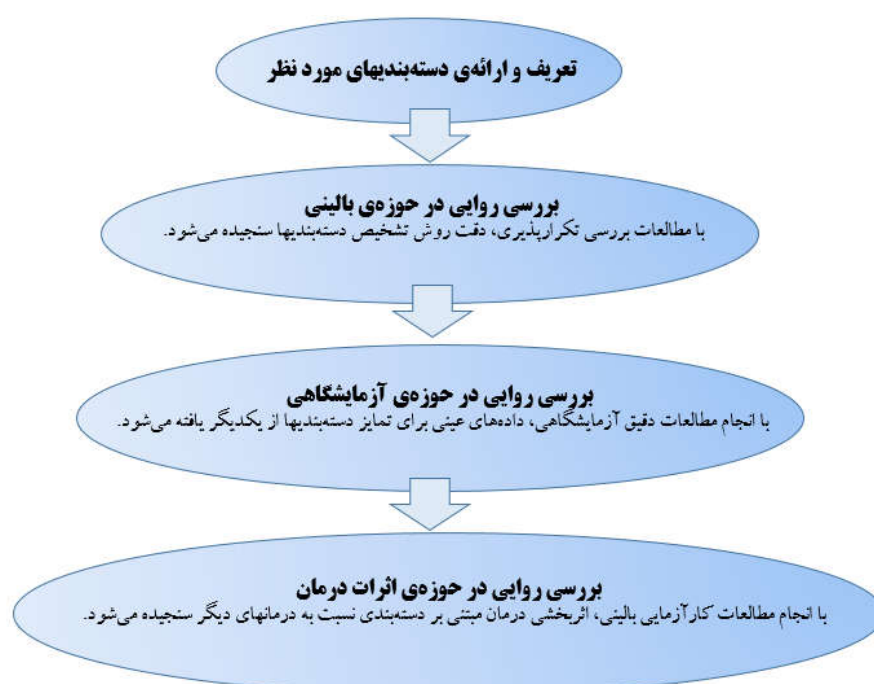 تعریف و ارائه‌ی دسته‌بندیهای مورد نظر
بررسی روایی در حوزه‌ی بالینی
با مطالعات بررسی تکرارپذیری، دقت روش تشخیص دسته‌بندیها سنجیده می‌شود.
بررسی روایی در حوزه‌ی آزمایشگاهی
با انجام مطالعات دقیق آزمایشگاهی، داده‌های عینی برای تمایز دسته‌بندیها از یکدیگر یافته می‌شود.
بررسی روایی در حوزه‌ی اثرات درمان
با انجام مطالعات کارآزمایی بالینی، اثربخشی درمان مبتنی بر دسته‌بندی نسبت به درمانهای دیگر سنجیده می‌شود.